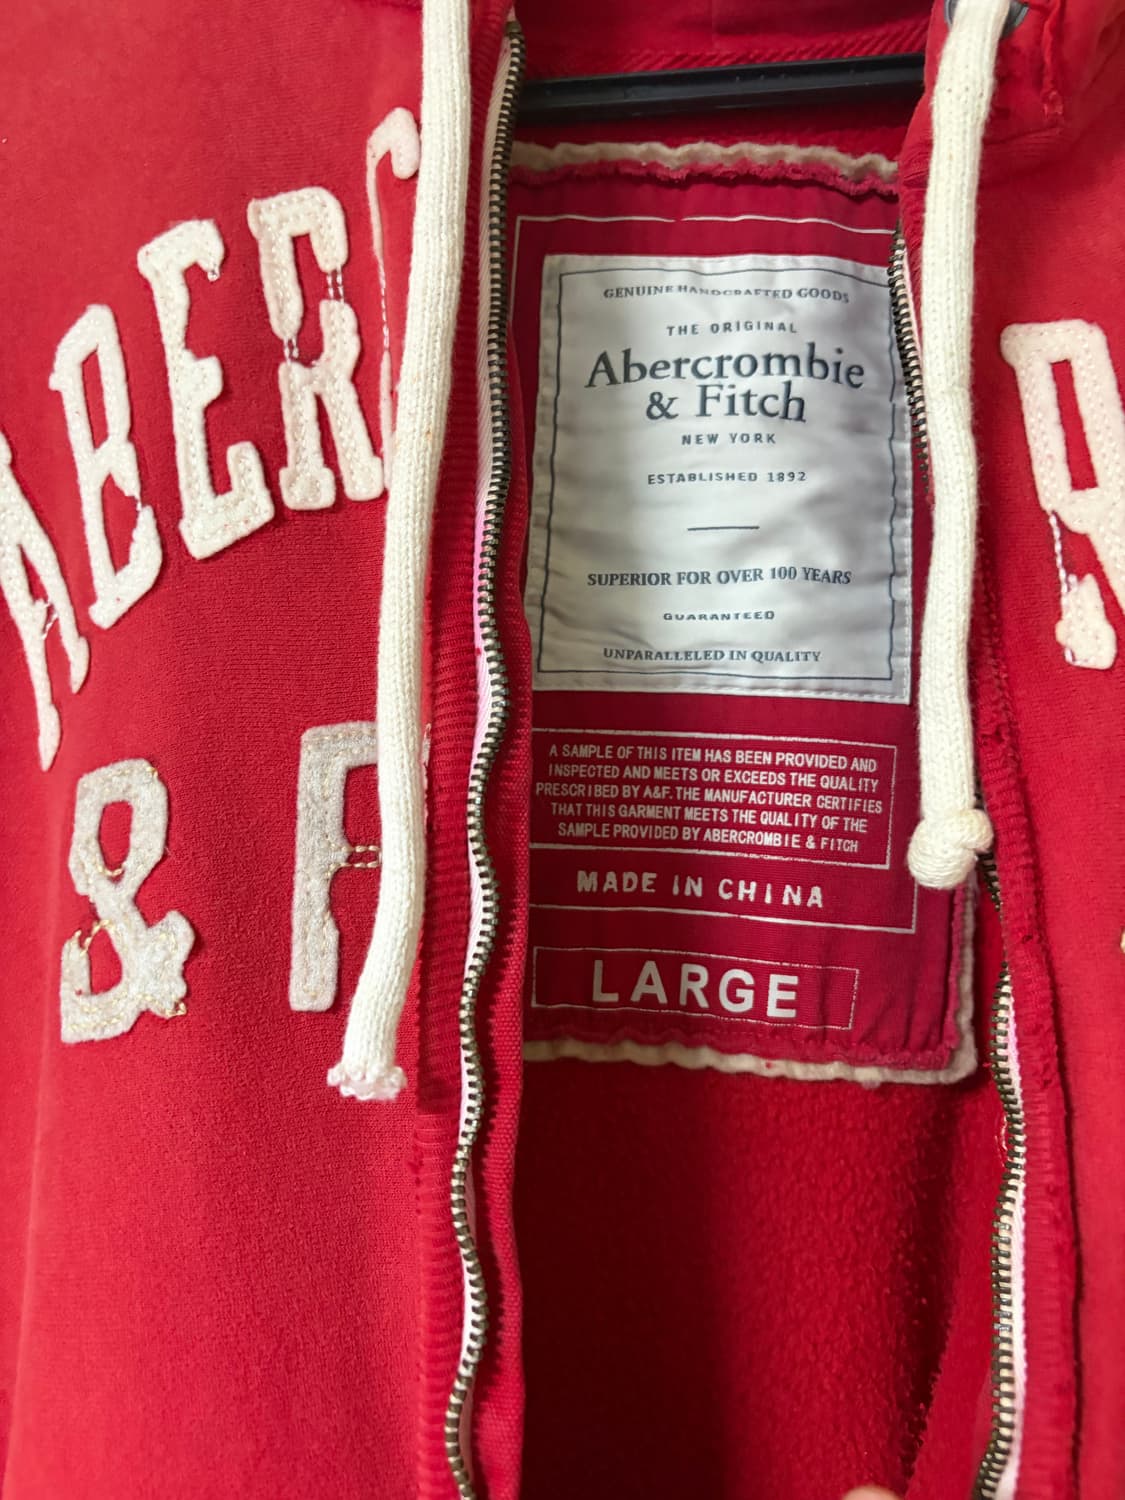 ABER
& F
R
GENUINE HANDCRAFTED GOODS
THE ORIGINAL
Abercrombie
& Fitch
NEW YORK
ESTABLISHED 1892
SUPERIOR FOR OVER 100 YEARS
GUARANTEED
UNPARALLELED IN QUALITY
A SAMPLE OF THIS ITEM HAS BEEN PROVIDED AND
INSPECTED AND MEETS OR EXCEEDS THE QUALITY
PRESCRIBED BY A&F. THE MANUFACTURER CERTIFIES
THAT THIS GARMENT MEETS THE QUALITY OF THE
SAMPLE PROVIDED BY ABERCROMBIE & FITCH
MADE IN CHINA
LARGE